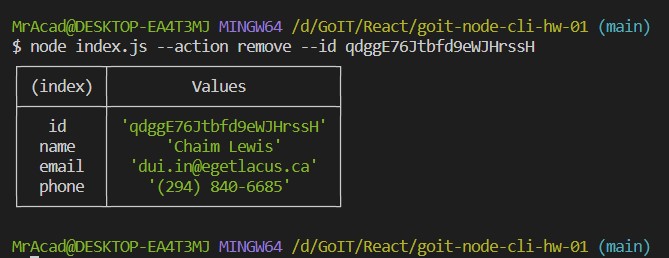 MrAcad@DESKTOP-EA4T3MJ MINGW64 /d/GoIT/React/goit-node-cli-hw-01 (main)
$ node index.js --action remove --id qdggE76Jtbfd9eWJHrssH
(index) Values
id 'qdggE76Jtbfd9eWJHrssH'
name 'Chaim Lewis'
email 'dui.in@egetlacus.ca'
phone '(294) 840-6685'
MrAcad@DESKTOP-EA4T3MJ MINGW64 /d/GoIT/React/goit-node-cli-hw-01 (main)